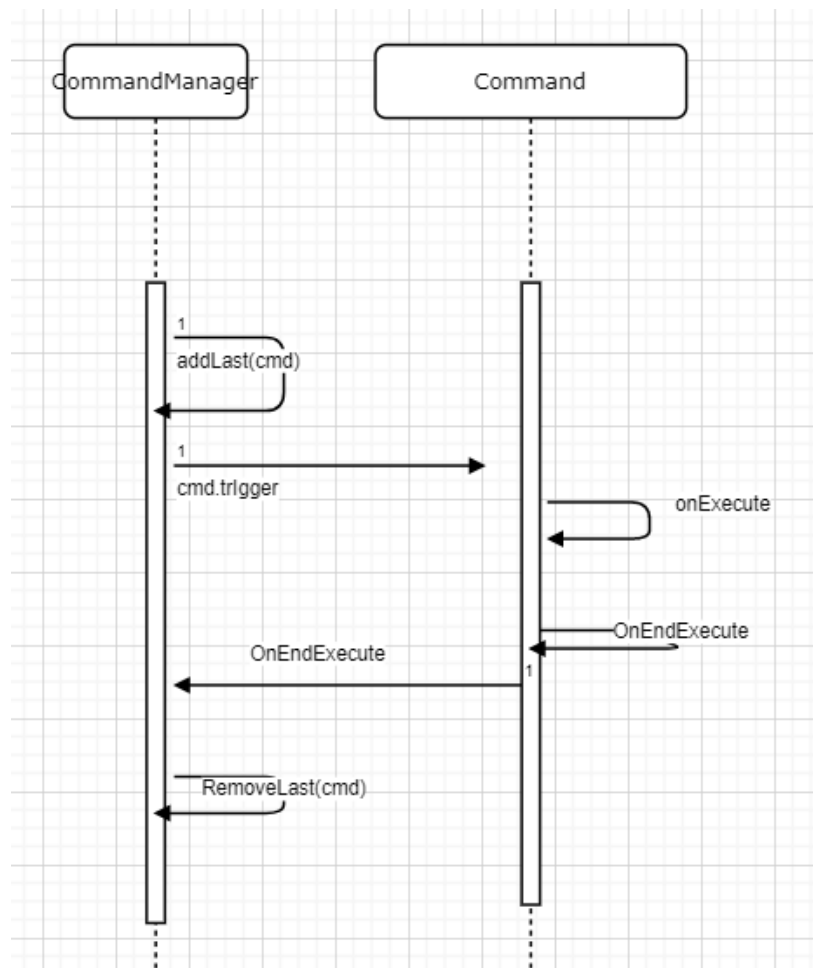 CommandManager
Command
1
addLast(cmd)
1
cmd.trIgger
onExecute
OnEndExecute
OnEndExecute
1
RemoveLast(cmd)